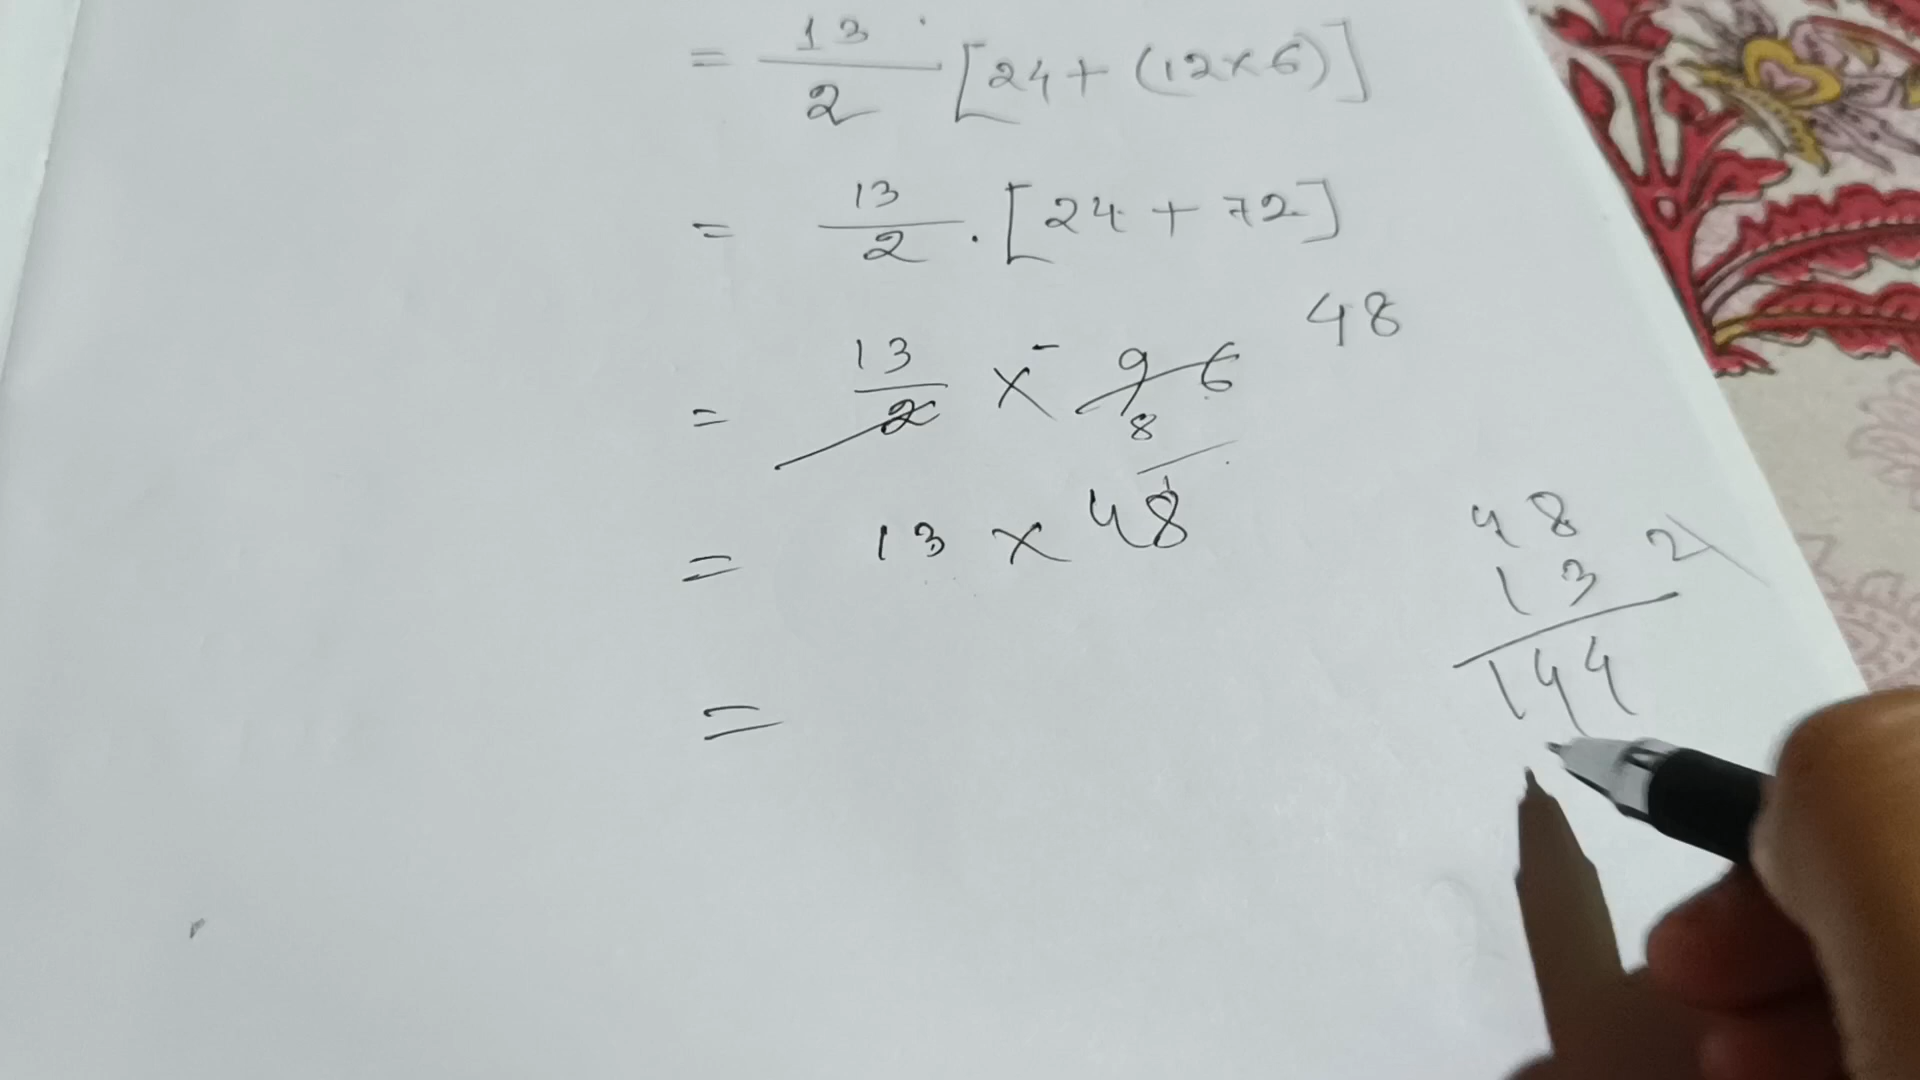 = 13/2 [24 + (12 × 6)]
= 13/2 . [24 + 72]
48
= 13/2 × 96
8
= 13 × 48
48
13 2
144
=